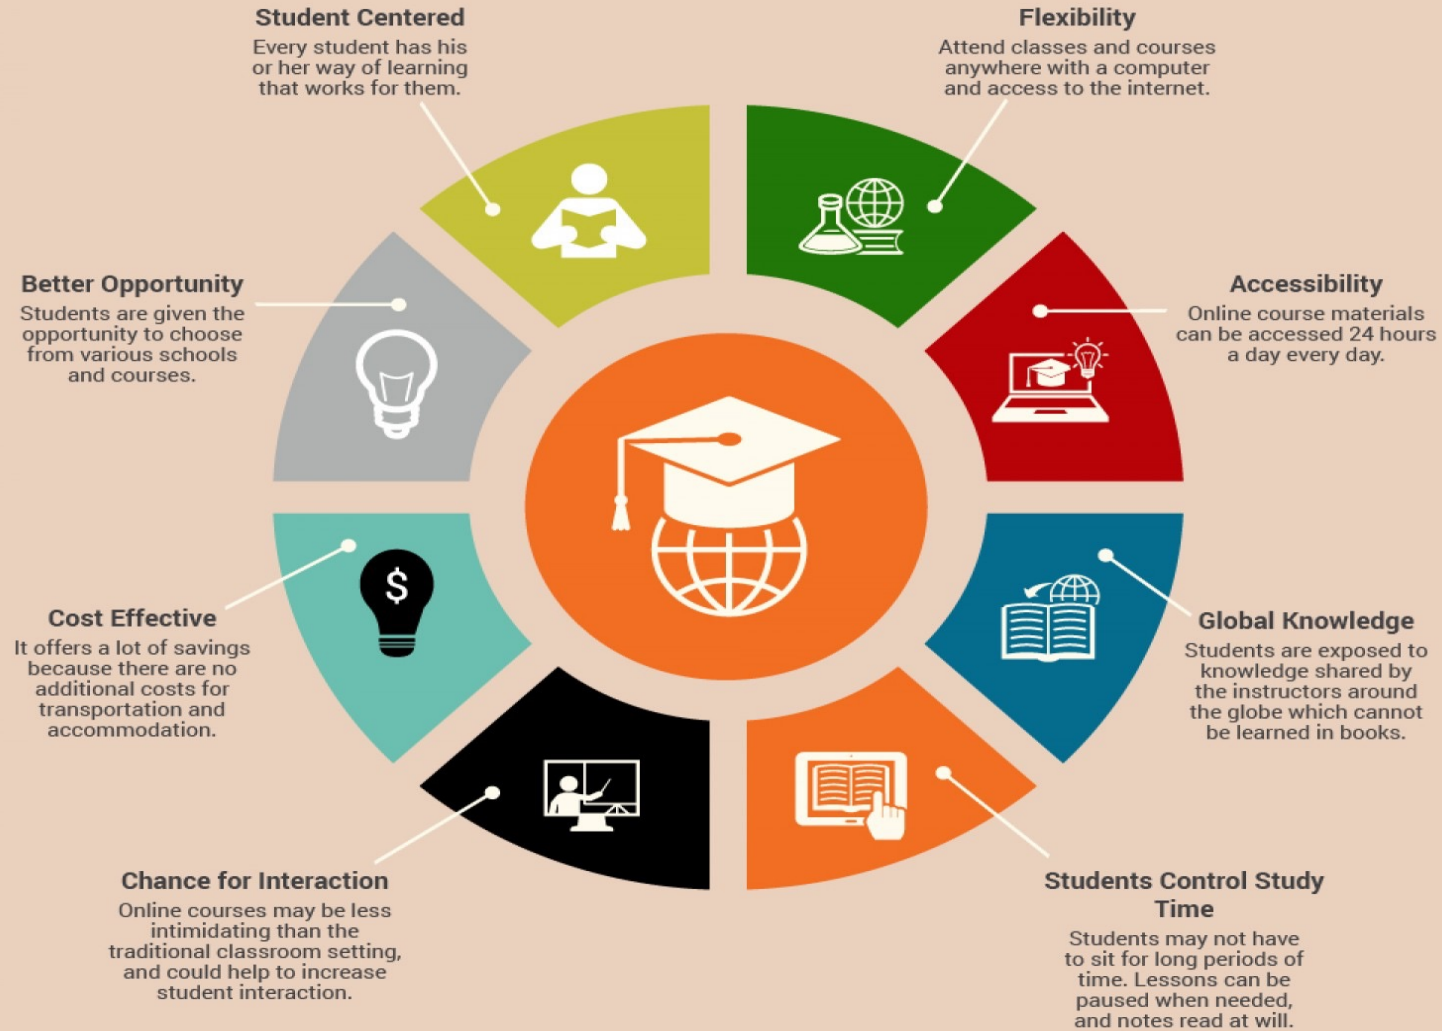 Student Centered
Every student has his
or her way of learning
that works for them.
Flexibility
Attend classes and courses
anywhere with a computer
and access to the internet.
Better Opportunity
Students are given the
opportunity to choose
from various schools
and courses.
Accessibility
Online course materials
can be accessed 24 hours
a day every day.
$
Cost Effective
It offers a lot of savings
because there are no
additional costs for
transportation and
accommodation.
Global Knowledge
Students are exposed to
knowledge shared by
the instructors around
the globe which cannot
be learned in books.
Chance for Interaction
Online courses may be less
intimidating than the
traditional classroom setting,
and could help to increase
student interaction.
Students Control Study
Time
Students may not have
to sit for long periods of
time. Lessons can be
paused when needed,
and notes read at will.